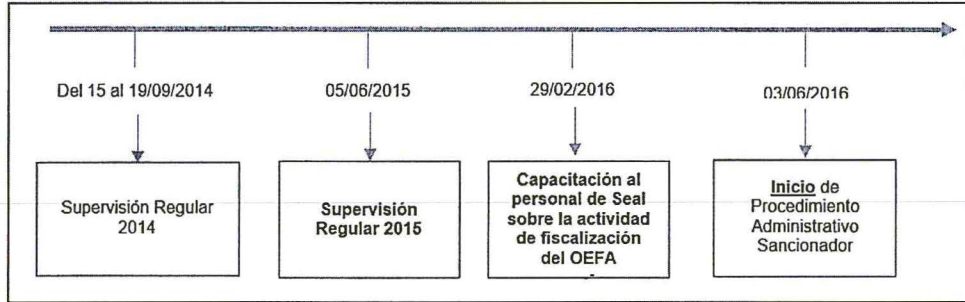 Del 15 al 19/09/2014
05/06/2015
29/02/2016
03/06/2016
Supervisión Regular
2014
Supervisión
Regular 2015
Capacitación al
personal de Seal
sobre la actividad
de fiscalización
del OEFA
Inicio de
Procedimiento
Administrativo
Sancionador